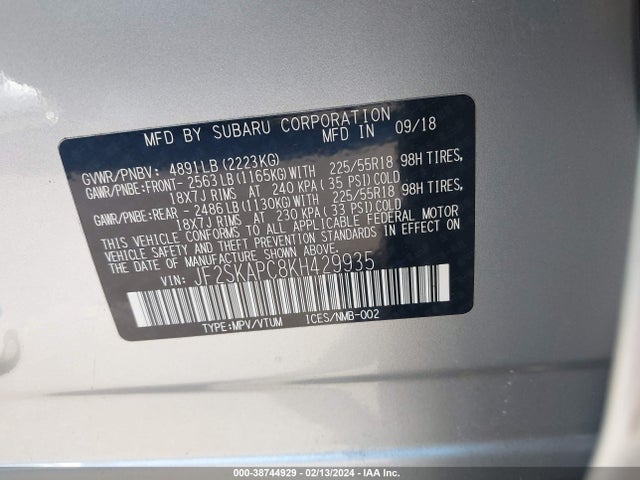 MFD BY SUBARU CORPORATION
MFD IN 09/18
GVWR/PNBV: 4891LB(2223KG)
GAWR/PNBE:FRONT- 2563LB(1165KG)WITH 225/55R18 98H TIRES,
18X7J RIMS AT 240 KPA(35 PSI)COLD
GAWR/PNBE:REAR - 2486LB(1130KG)WITH 225/55R18 98H TIRES,
18X7J RIMS AT 230 KPA(33 PSI)COLD
THIS VEHICLE CONFORMS TO ALL APPLICABLE FEDERAL MOTOR
VEHICLE SAFETY AND THEFT PREVENTION STANDARDS IN EFFECT ON
THE DATE OF MANUFACTURE SHOWN ABOVE.
VIN: JF2SKAPC8KH429935
TYPE:MPV/VTUM ICES/NMB-002
000-38744929 - 02/13/2024 - IAA Inc.